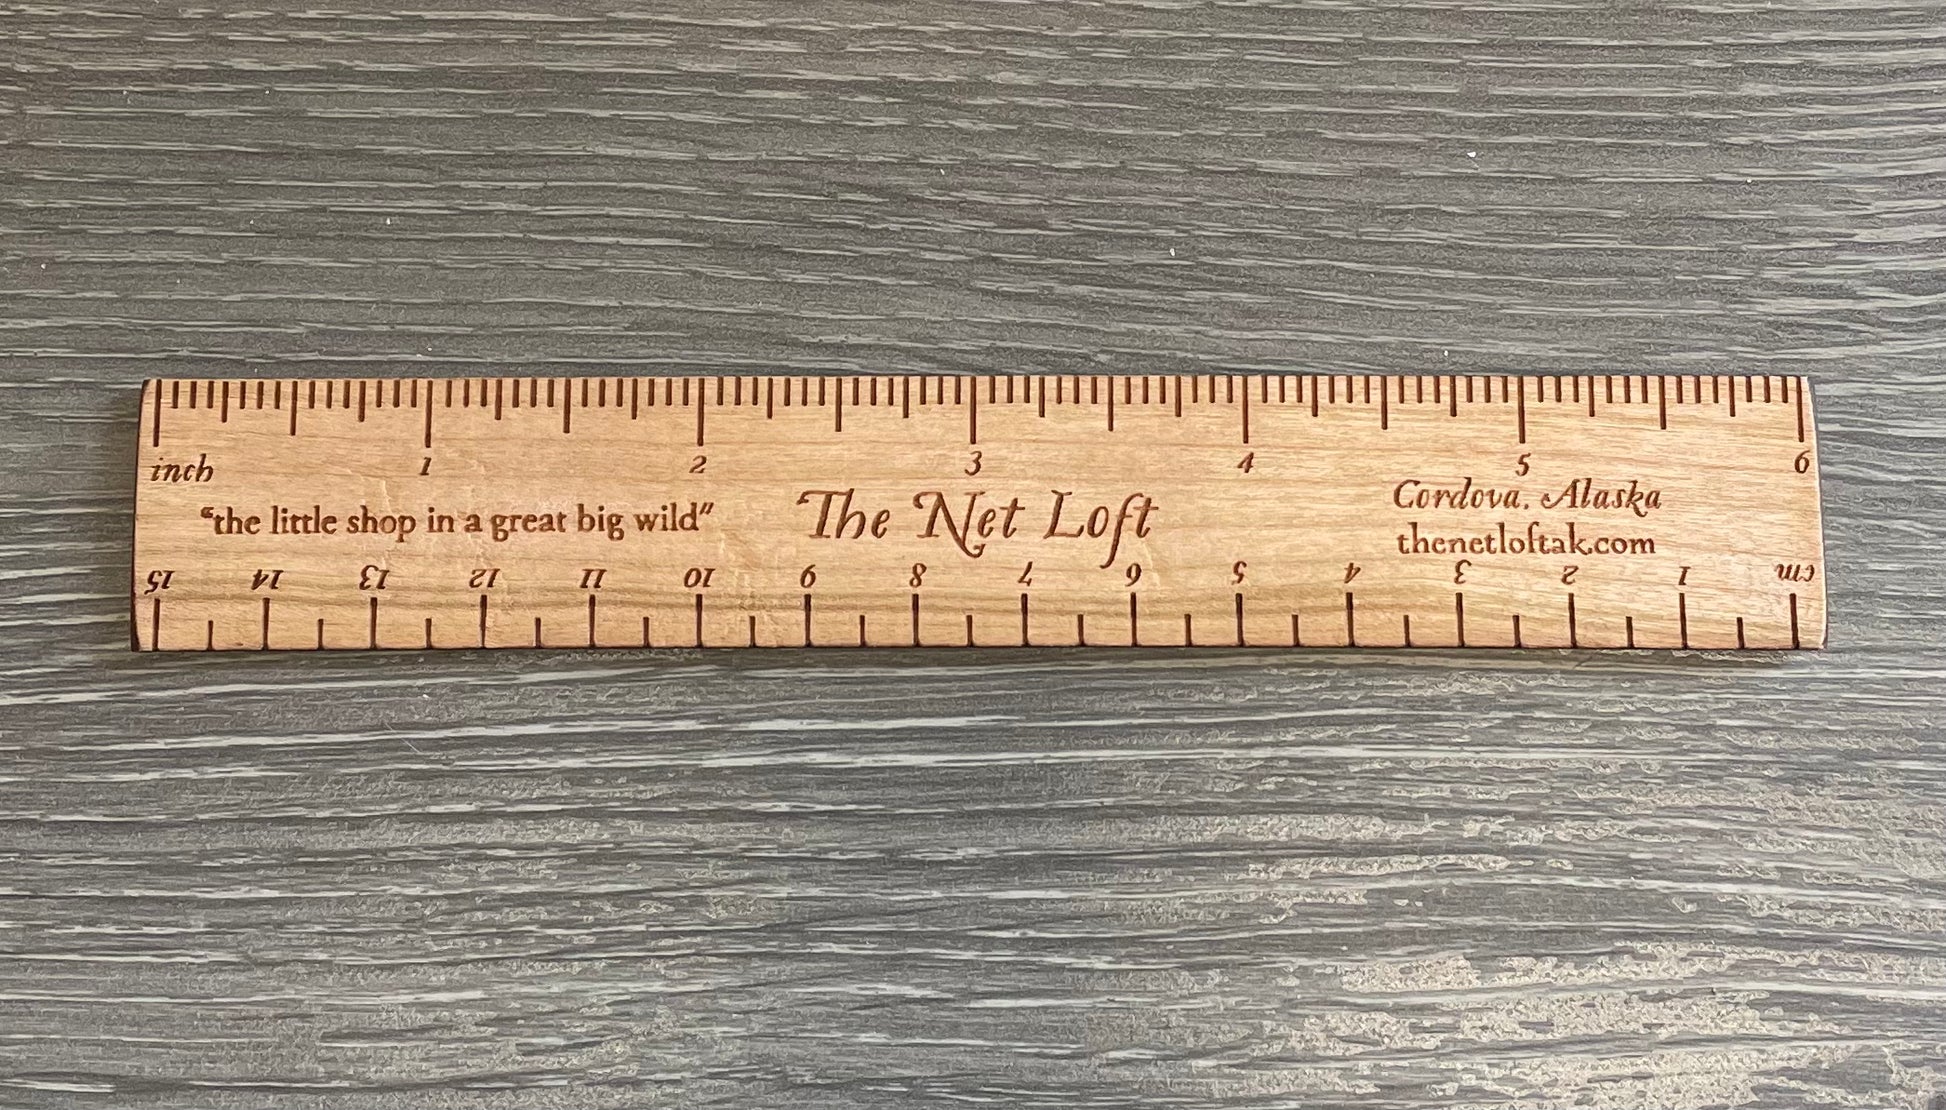 inch 1 2 3 4 5 6
“the little shop in a great big wild”
The Net Loft
Cordova, Alaska
thenetloftak.com
cm 1 2 3 4 5 6 7 8 9 10 11 12 13 14 15